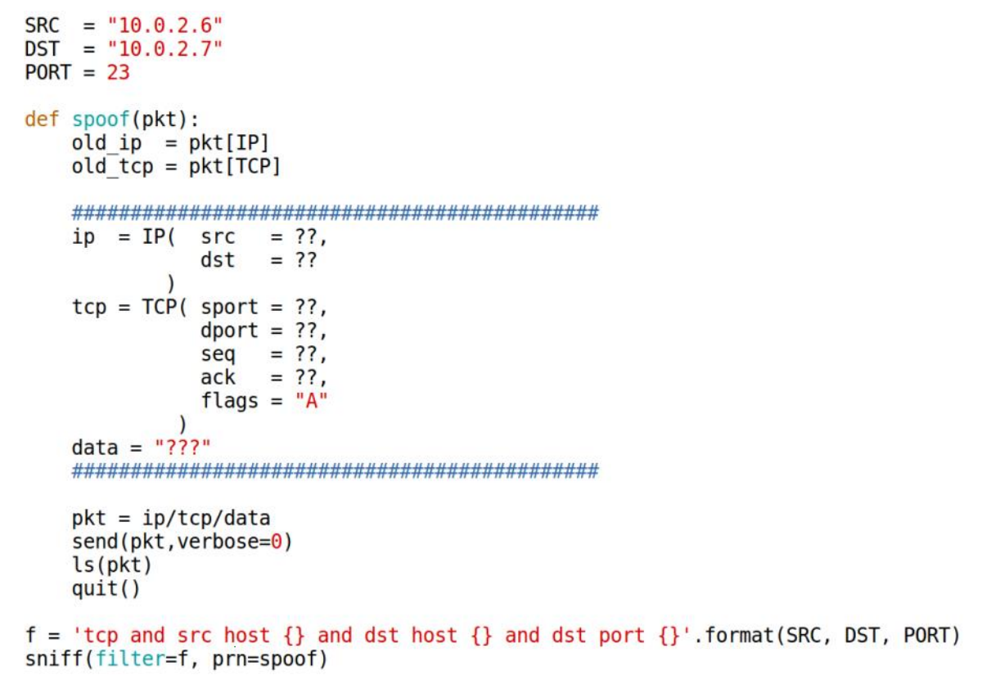 SRC  = "10.0.2.6"
DST  = "10.0.2.7"
PORT = 23

def spoof(pkt):
    old_ip  = pkt[IP]
    old_tcp = pkt[TCP]

    #############################################
    ip  = IP(  src   = ??,
               dst   = ??
            )
    tcp = TCP( sport = ??,
               dport = ??,
               seq   = ??,
               ack   = ??,
               flags = "A"
             )
    data = "???"
    #############################################

    pkt = ip/tcp/data
    send(pkt,verbose=0)
    ls(pkt)
    quit()

f = 'tcp and src host {} and dst host {} and dst port {}'.format(SRC, DST, PORT)
sniff(filter=f, prn=spoof)